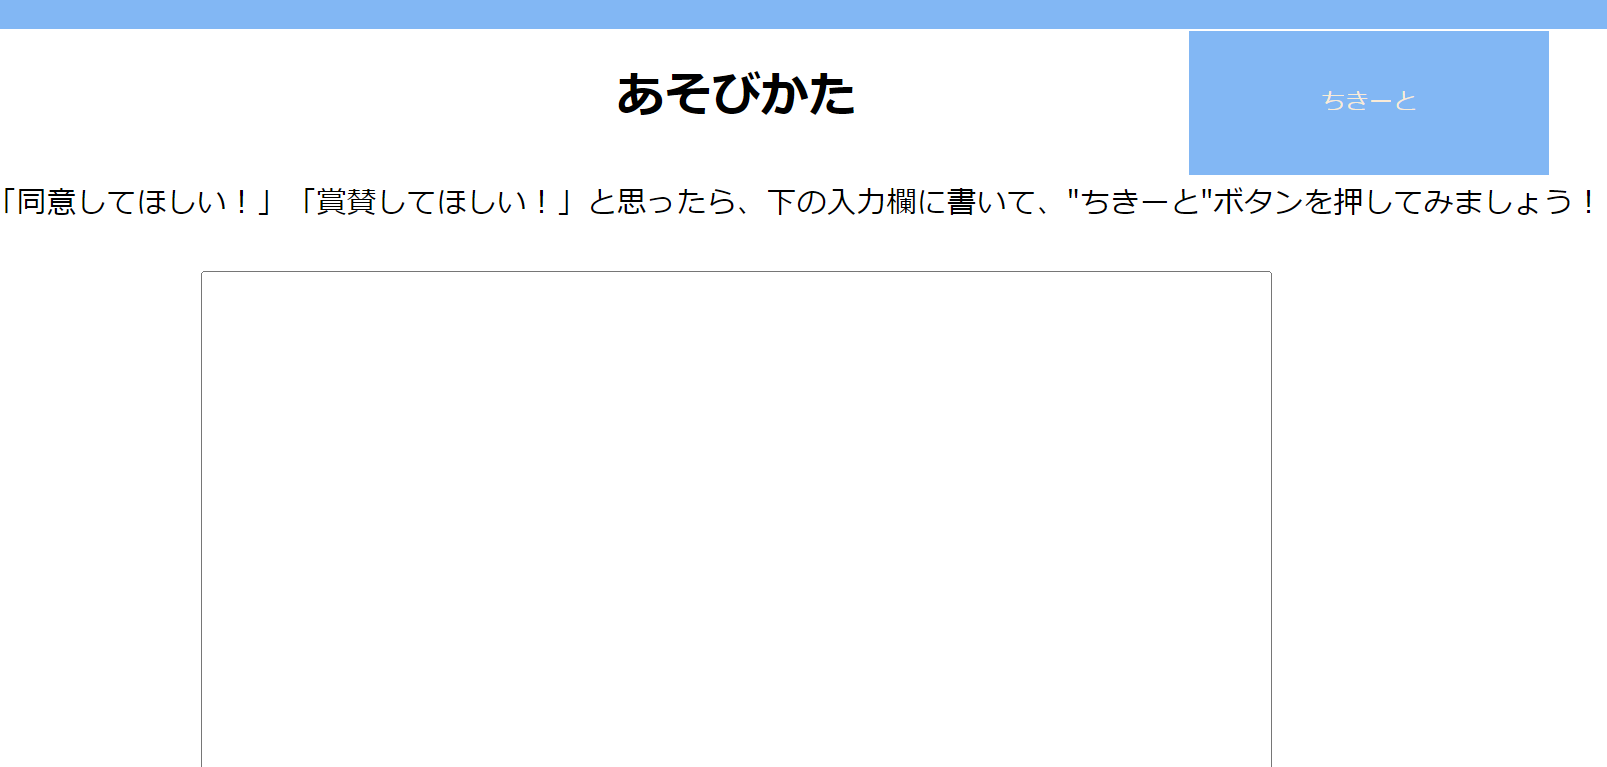 あそびかた
ちきーと
「同意してほしい！」「賞賛してほしい！」と思ったら、下の入力欄に書いて、"ちきーと"ボタンを押してみましょう！